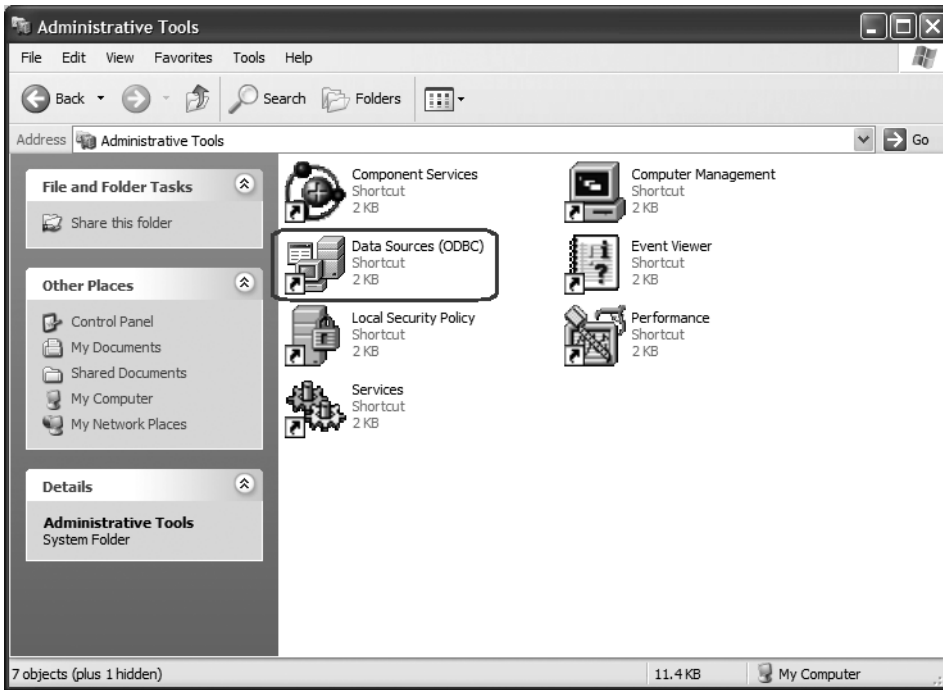 Administrative Tools
File Edit View Favorites Tools Help
Back Search Folders
Address Administrative Tools Go
File and Folder Tasks
Share this folder
Other Places
Control Panel
My Documents
Shared Documents
My Computer
My Network Places
Details
Administrative Tools
System Folder
Component Services
Shortcut
2 KB
Computer Management
Shortcut
2 KB
Data Sources (ODBC)
Shortcut
2 KB
Event Viewer
Shortcut
2 KB
Local Security Policy
Shortcut
2 KB
Performance
Shortcut
2 KB
Services
Shortcut
2 KB
7 objects (plus 1 hidden) 11.4 KB My Computer